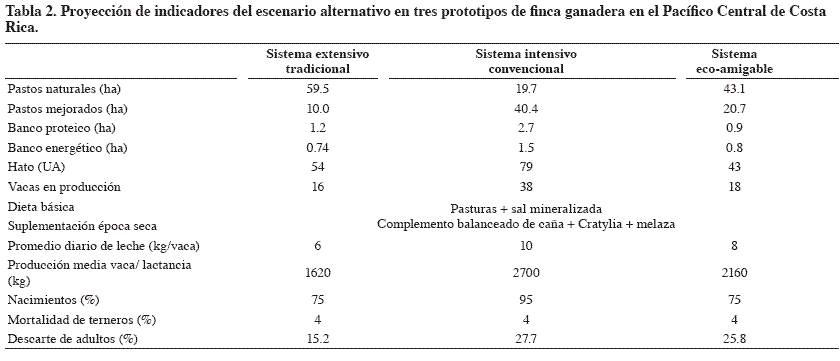 Tabla 2. Proyección de indicadores del escenario alternativo en tres prototipos de finca ganadera en el Pacífico Central de Costa
Rica.
Sistema extensivo tradicional Sistema intensivo convencional Sistema eco-amigable
Pastos naturales (ha) 59.5 19.7 43.1
Pastos mejorados (ha) 10.0 40.4 20.7
Banco proteico (ha) 1.2 2.7 0.9
Banco energético (ha) 0.74 1.5 0.8
Hato (UA) 54 79 43
Vacas en producción 16 38 18
Dieta básica Pasturas + sal mineralizada
Suplementación época seca Complemento balanceado de caña + Cratylia + melaza
Promedio diario de leche (kg/vaca) 6 10 8
Producción media vaca/ lactancia
(kg) 1620 2700 2160
Nacimientos (%) 75 95 75
Mortalidad de terneros (%) 4 4 4
Descarte de adultos (%) 15.2 27.7 25.8